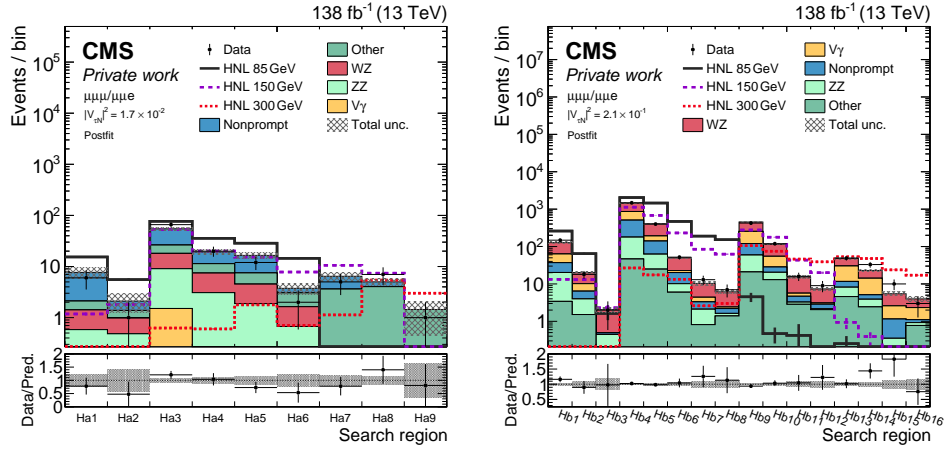 138 fb⁻¹ (13 TeV)
Events / bin
10⁵
10⁴
10³
10²
10
1
CMS
Private work
μμμ/μμe
|V_τN|² = 1.7 × 10⁻²
Postfit
Data
HNL 85 GeV
HNL 150 GeV
HNL 300 GeV
Nonprompt
Other
WZ
ZZ
Vγ
Total unc.
Data/Pred.
2
1.5
1
0.5
0
Ha1 Ha2 Ha3 Ha4 Ha5 Ha6 Ha7 Ha8 Ha9
Search region
138 fb⁻¹ (13 TeV)
Events / bin
10⁷
10⁶
10⁵
10⁴
10³
10²
10
1
CMS
Private work
μμμ/μμe
|V_τN|² = 2.1 × 10⁻¹
Postfit
Data
HNL 85 GeV
HNL 150 GeV
HNL 300 GeV
WZ
Vγ
Nonprompt
ZZ
Other
Total unc.
Data/Pred.
2
1.5
1
0.5
Hb1 Hb2 Hb3 Hb4 Hb5 Hb6 Hb7 Hb8 Hb9 Hb10 Hb11 Hb12 Hb13 Hb14 Hb15 Hb16
Search region